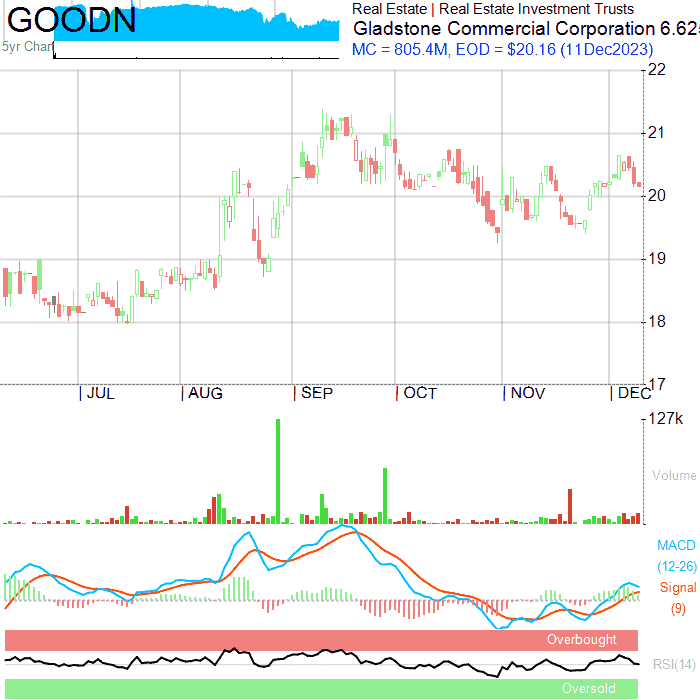 GOODN
5yr Chart
Real Estate | Real Estate Investment Trusts
Gladstone Commercial Corporation 6.62
MC = 805.4M, EOD = $20.16 (11Dec2023)
22
21
20
19
18
17
JUL AUG SEP OCT NOV DEC
127k
Volume
MACD
(12-26)
Signal
(9)
Overbought
RSI(14)
Oversold